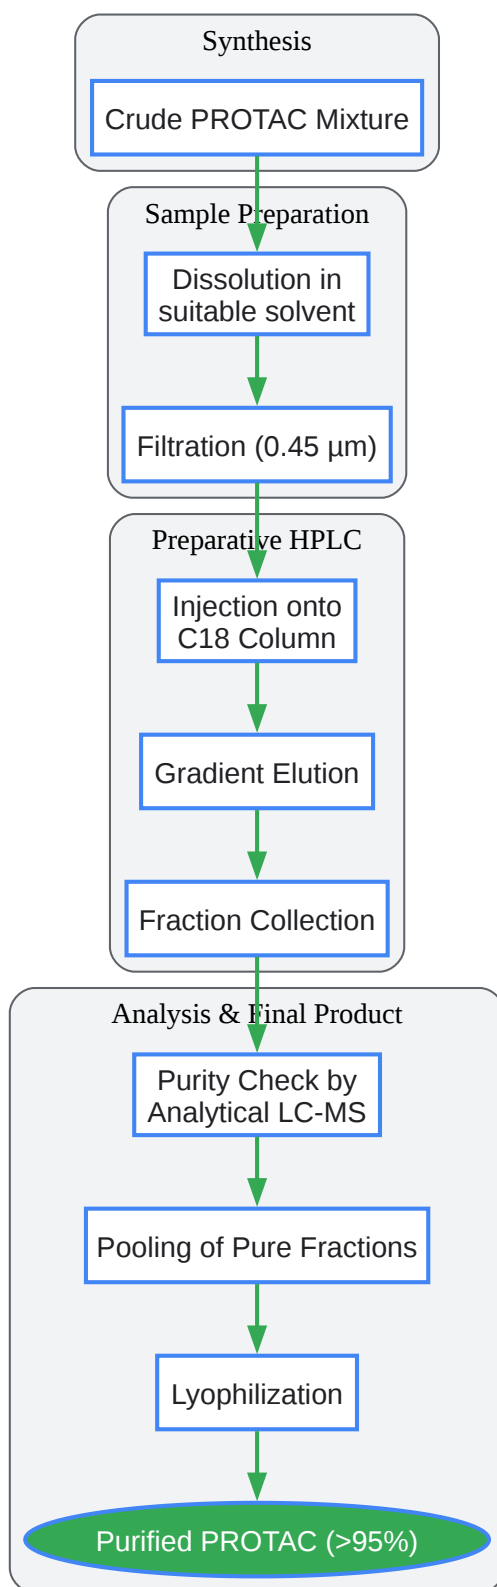 Synthesis
Crude PROTAC Mixture
Sample Preparation
Dissolution in
suitable solvent
Filtration (0.45 µm)
Preparative HPLC
Injection onto
C18 Column
Gradient Elution
Fraction Collection
Analysis & Final Product
Purity Check by
Analytical LC-MS
Pooling of Pure Fractions
Lyophilization
Purified PROTAC (>95%)